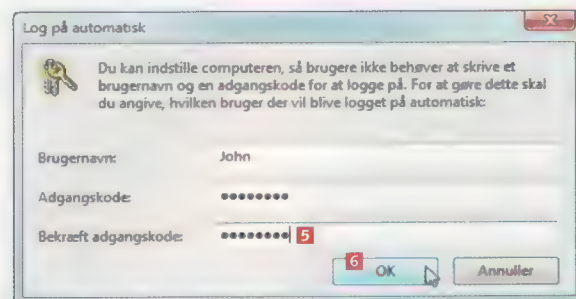 Log på automatisk
Du kan indstille computeren, så brugere ikke behøver at skrive et
brugernavn og en adgangskode for at logge på. For at gøre dette skal
du angive, hvilken bruger der vil blive logget på automatisk:
Brugernavn: John
Adgangskode: ●●●●●●●●
Bekræft adgangskode: ●●●●●●●● 5
6 OK Annuller